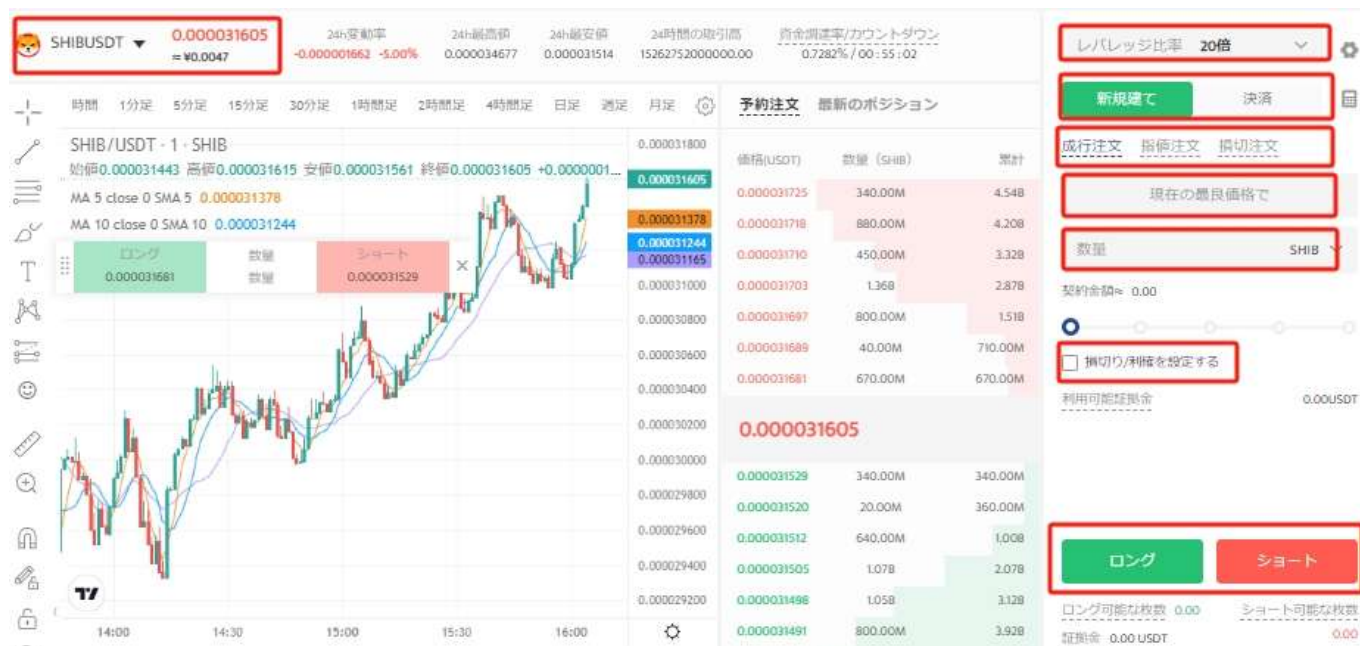 SHIBUSDT
0.000031605
≈ ¥0.0047
24h変動率
-0.000001662 -5.00%
24h最高値
0.000034677
24h最安値
0.000031514
24時間の取引高
15262752000000.00
資金調達率/カウントダウン
0.7282% / 00 : 55 : 02
時間 1分足 5分足 15分足 30分足 1時間足 2時間足 4時間足 日足 週足 月足
SHIB/USDT · 1 · SHIB
始値0.000031443 高値0.000031615 安値0.000031561 終値0.000031605 +0.0000001...
MA 5 close 0 SMA 5 0.000031378
MA 10 close 0 SMA 10 0.000031244
ロング 数量 ショート
0.000031681 数量 0.000031529
0.000031800
0.000031605
0.000031378
0.000031244
0.000031165
0.000031000
0.000030800
0.000030600
0.000030400
0.000030200
0.000030000
0.000029800
0.000029600
0.000029400
0.000029200
14:00 14:30 15:00 15:30 16:00
予約注文 最新のポジション
価格(USDT) 数量 (SHIB) 累計
0.000031725 340.00M 4.54B
0.000031718 880.00M 4.20B
0.000031710 450.00M 3.32B
0.000031703 1.36B 2.87B
0.000031697 800.00M 1.51B
0.000031689 40.00M 710.00M
0.000031681 670.00M 670.00M
0.000031605
0.000031529 340.00M 340.00M
0.000031520 20.00M 360.00M
0.000031512 640.00M 1.00B
0.000031505 1.07B 2.07B
0.000031498 1.05B 3.12B
0.000031491 800.00M 3.92B
レバレッジ比率 20倍
新規建て 決済
成行注文 指値注文 損切注文
現在の最良価格で
数量 SHIB
契約金額≈ 0.00
損切り/利確を設定する
利用可能証拠金 0.00USDT
ロング ショート
ロング可能な枚数 0.00 ショート可能な枚数
0.00
証拠金 0.00 USDT